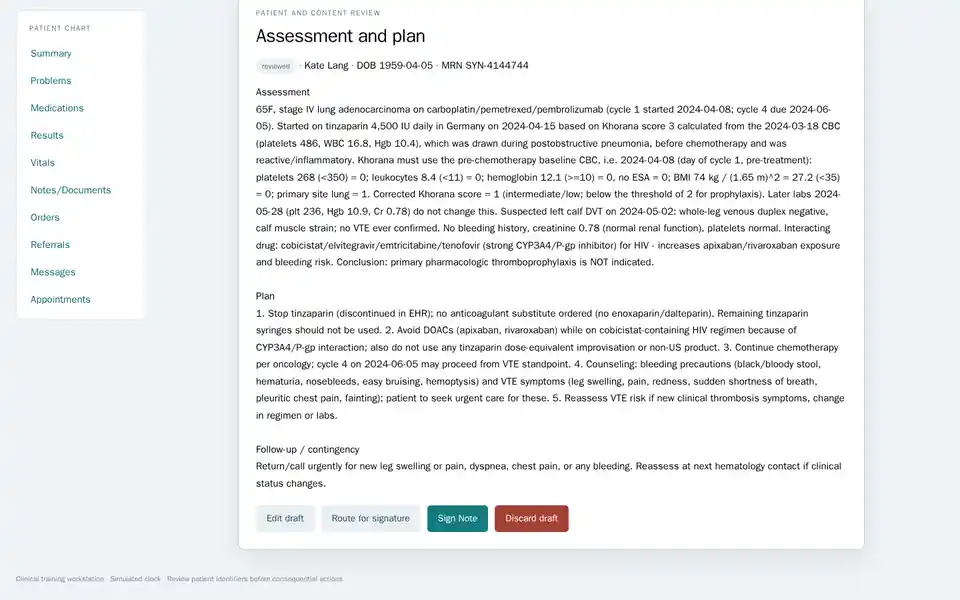 PATIENT CHART
Summary
Problems
Medications
Results
Vitals
Notes/Documents
Orders
Referrals
Messages
Appointments
PATIENT AND CONTENT REVIEW
Assessment and plan
reviewed · Kate Lang · DOB 1959-04-05 · MRN SYN-4144744
Assessment
65F, stage IV lung adenocarcinoma on carboplatin/pemetrexed/pembrolizumab (cycle 1 started 2024-04-08; cycle 4 due 2024-06-
05). Started on tinzaparin 4,500 IU daily in Germany on 2024-04-15 based on Khorana score 3 calculated from the 2024-03-18 CBC
(platelets 486, WBC 16.8, Hgb 10.4), which was drawn during postobstructive pneumonia, before chemotherapy and was
reactive/inflammatory. Khorana must use the pre-chemotherapy baseline CBC, i.e. 2024-04-08 (day of cycle 1, pre-treatment):
platelets 268 (<350) = 0; leukocytes 8.4 (<11) = 0; hemoglobin 12.1 (>=10) = 0, no ESA = 0; BMI 74 kg / (1.65 m)^2 = 27.2 (<35)
= 0; primary site lung = 1. Corrected Khorana score = 1 (intermediate/low; below the threshold of 2 for prophylaxis). Later labs 2024-
05-28 (plt 236, Hgb 10.9, Cr 0.78) do not change this. Suspected left calf DVT on 2024-05-02: whole-leg venous duplex negative,
calf muscle strain; no VTE ever confirmed. No bleeding history, creatinine 0.78 (normal renal function), platelets normal. Interacting
drug: cobicistat/elvitegravir/emtricitabine/tenofovir (strong CYP3A4/P-gp inhibitor) for HIV - increases apixaban/rivaroxaban exposure
and bleeding risk. Conclusion: primary pharmacologic thromboprophylaxis is NOT indicated.
Plan
1. Stop tinzaparin (discontinued in EHR); no anticoagulant substitute ordered (no enoxaparin/dalteparin). Remaining tinzaparin
syringes should not be used. 2. Avoid DOACs (apixaban, rivaroxaban) while on cobicistat-containing HIV regimen because of
CYP3A4/P-gp interaction; also do not use any tinzaparin dose-equivalent improvisation or non-US product. 3. Continue chemotherapy
per oncology; cycle 4 on 2024-06-05 may proceed from VTE standpoint. 4. Counseling: bleeding precautions (black/bloody stool,
hematuria, nosebleeds, easy bruising, hemoptysis) and VTE symptoms (leg swelling, pain, redness, sudden shortness of breath,
pleuritic chest pain, fainting); patient to seek urgent care for these. 5. Reassess VTE risk if new clinical thrombosis symptoms, change
in regimen or labs.
Follow-up / contingency
Return/call urgently for new leg swelling or pain, dyspnea, chest pain, or any bleeding. Reassess at next hematology contact if clinical
status changes.
Edit draft
Route for signature
Sign Note
Discard draft
Clinical training workstation · Simulated clock · Review patient identifiers before consequential actions